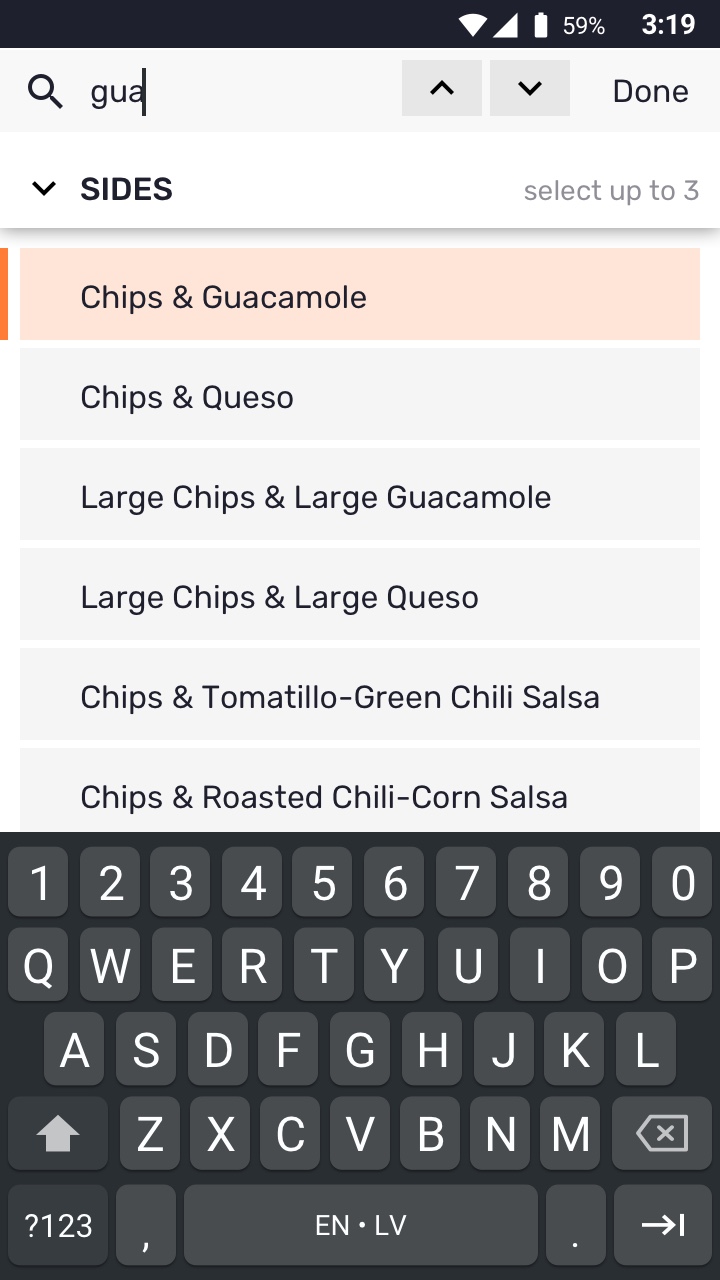 59% 3:19
gua Done
SIDES select up to 3
Chips & Guacamole
Chips & Queso
Large Chips & Large Guacamole
Large Chips & Large Queso
Chips & Tomatillo-Green Chili Salsa
Chips & Roasted Chili-Corn Salsa
1 2 3 4 5 6 7 8 9 0
Q W E R T Y U I O P
A S D F G H J K L
Z X C V B N M
?123 , EN • LV .